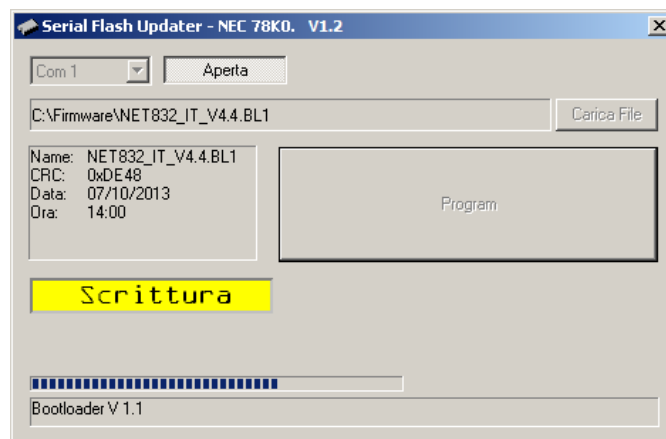 Serial Flash Updater - NEC 78K0. V1.2
Com 1 Aperta
C:\Firmware\NET832_IT_V4.4.BL1 Carica File
Name: NET832_IT_V4.4.BL1
CRC: 0xDE48
Data: 07/10/2013
Ora: 14:00
Program
Scrittura
Bootloader V 1.1